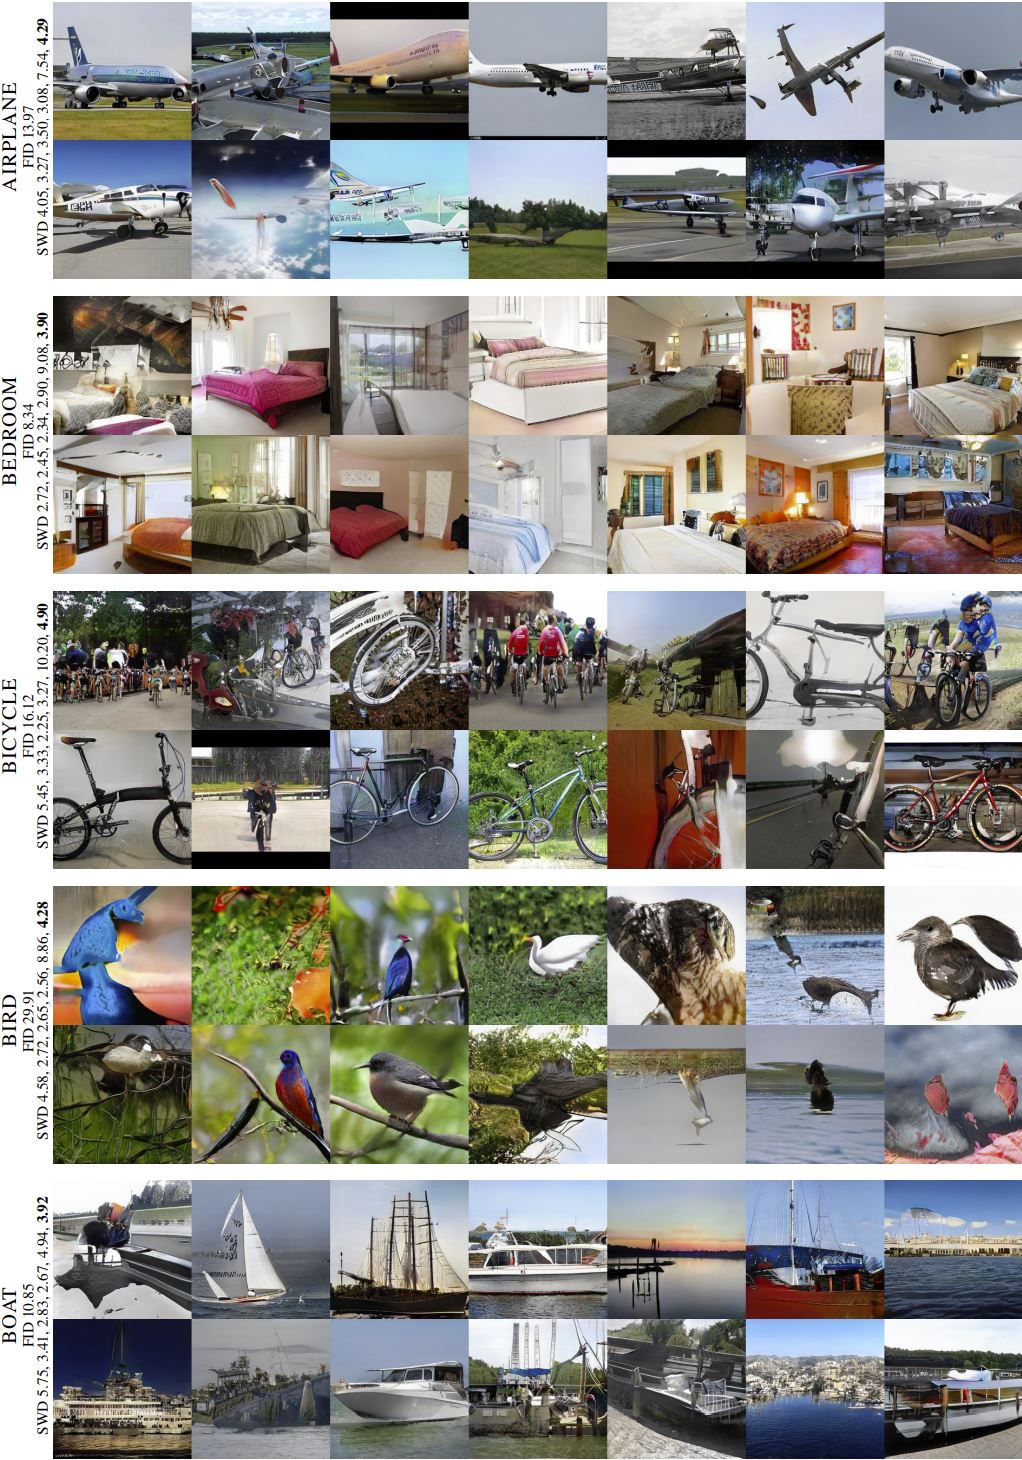 AIRPLANE
FID 13.97
SWD 4.05, 3.27, 3.50, 3.08, 7.54, 4.29
BEDROOM
FID 8.34
SWD 2.72, 2.45, 2.34, 2.90, 9.08, 3.90
BICYCLE
FID 16.12
SWD 5.45, 3.33, 2.25, 3.27, 10.20, 4.90
BIRD
FID 29.91
SWD 4.58, 2.72, 2.65, 2.56, 8.86, 4.28
BOAT
FID 10.85
SWD 5.75, 3.41, 2.83, 2.67, 4.94, 3.92